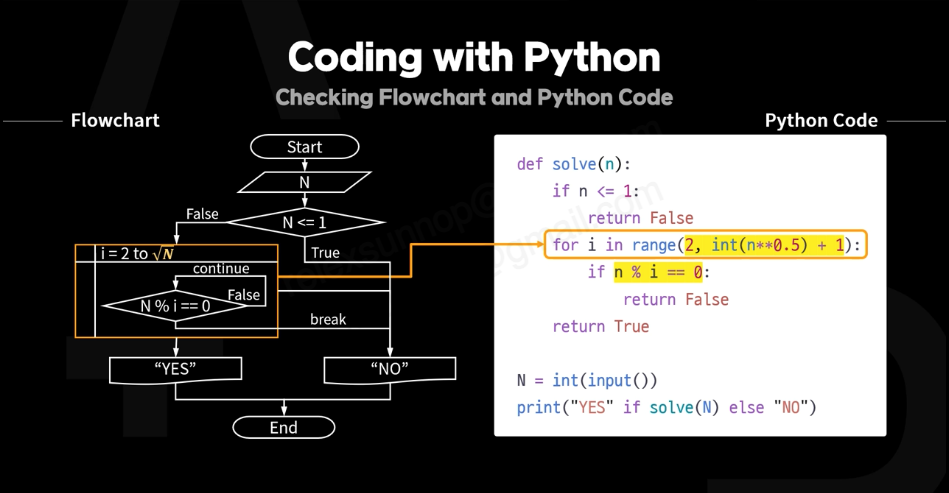 Coding with Python
Checking Flowchart and Python Code
Flowchart
Start
N
N <= 1
False
True
i = 2 to √N
continue
N % i == 0
False
break
“YES”
“NO”
End
Python Code
def solve(n):
    if n <= 1:
        return False
    for i in range(2, int(n**0.5) + 1):
        if n % i == 0:
            return False
    return True
N = int(input())
print("YES" if solve(N) else "NO")